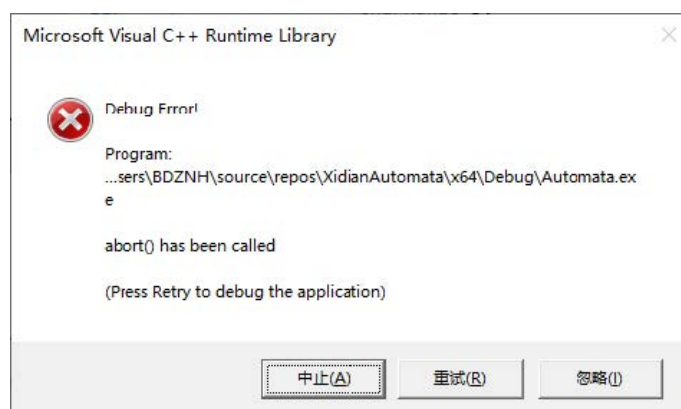 Microsoft Visual C++ Runtime Library
Debug Error!
Program:
...sers\BDZNH\source\repos\XidianAutomata\x64\Debug\Automata.ex
e
abort() has been called
(Press Retry to debug the application)
中止(A) 重试(R) 忽略(I)